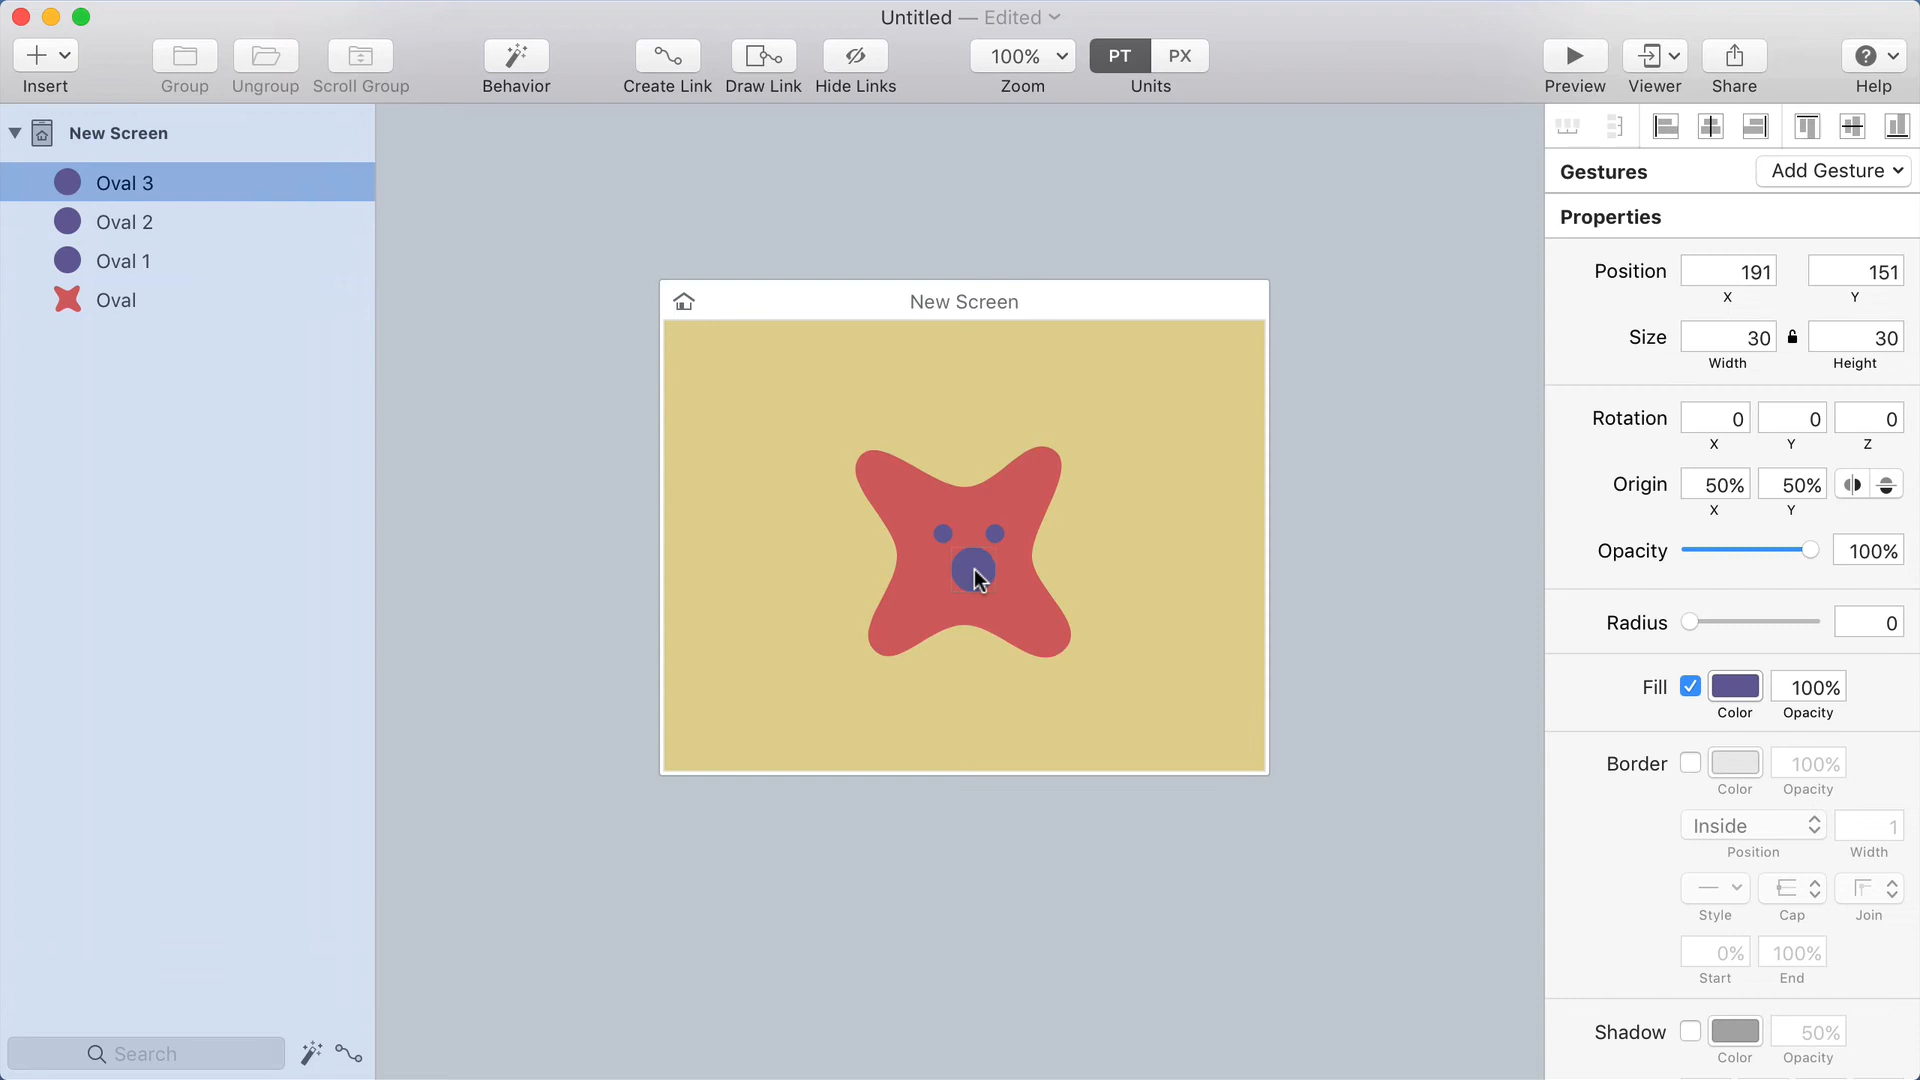 Untitled — Edited
Insert
Group
Ungroup
Scroll Group
Behavior
Create Link
Draw Link
Hide Links
100%
Zoom
PT
PX
Units
Preview
Viewer
Share
Help
New Screen
Oval 3
Oval 2
Oval 1
Oval
Search
New Screen
Gestures
Add Gesture
Properties
Position
191
151
X
Y
Size
30
30
Width
Height
Rotation
0
0
0
X
Y
Z
Origin
50%
50%
X
Y
Opacity
100%
Radius
0
Fill
100%
Color
Opacity
Border
100%
Color
Opacity
Inside
1
Position
Width
Style
Cap
Join
0%
100%
Start
End
Shadow
50%
Color
Opacity